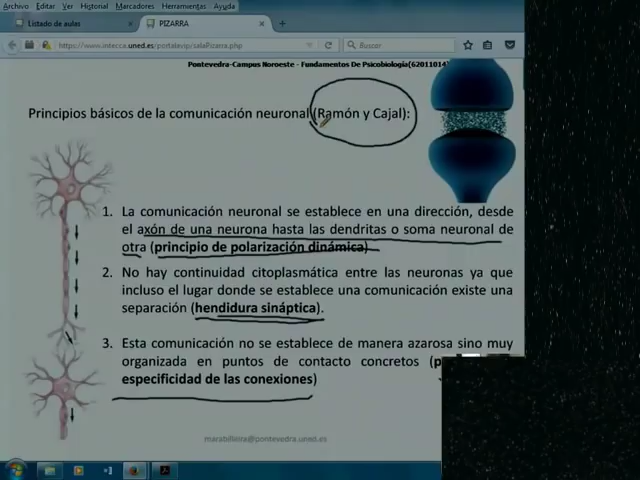 Archivo Editar Ver Historial Marcadores Herramientas Ayuda
Listado de aulas
PIZARRA
https://www.intecca.uned.es/portalavip/salaPizarra.php
Buscar
Pontevedra-Campus Noroeste - Fundamentos De Psicobiología(62011014)
Principios básicos de la comunicación neuronal (Ramón y Cajal):
1. La comunicación neuronal se establece en una dirección, desde
el axón de una neurona hasta las dendritas o soma neuronal de
otra (principio de polarización dinámica)
2. No hay continuidad citoplasmática entre las neuronas ya que
incluso el lugar donde se establece una comunicación existe una
separación (hendidura sináptica).
3. Esta comunicación no se establece de manera azarosa sino muy
organizada en puntos de contacto concretos (p
especificidad de las conexiones)